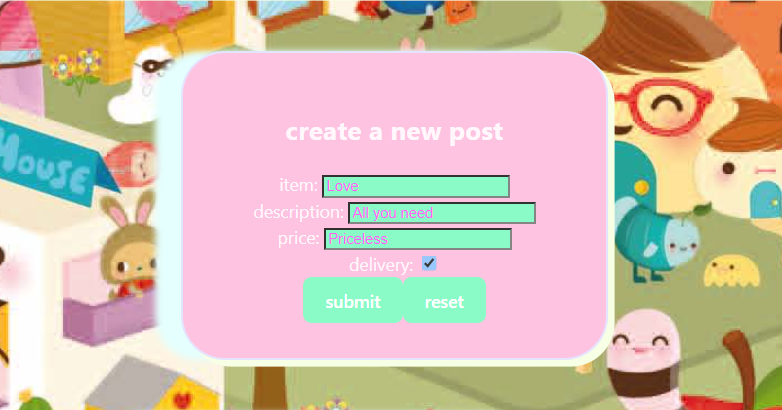 create a new post
HOUSE
item: Love
description: All you need
price: Priceless
delivery:
submit reset